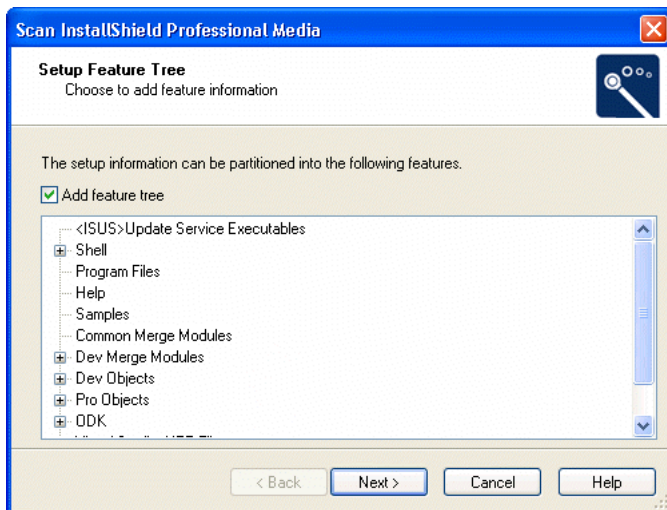 Scan InstallShield Professional Media
Setup Feature Tree
Choose to add feature information
The setup information can be partitioned into the following features.
Add feature tree
<ISUS>Update Service Executables
Shell
Program Files
Help
Samples
Common Merge Modules
Dev Merge Modules
Dev Objects
Pro Objects
ODK
< Back Next > Cancel Help